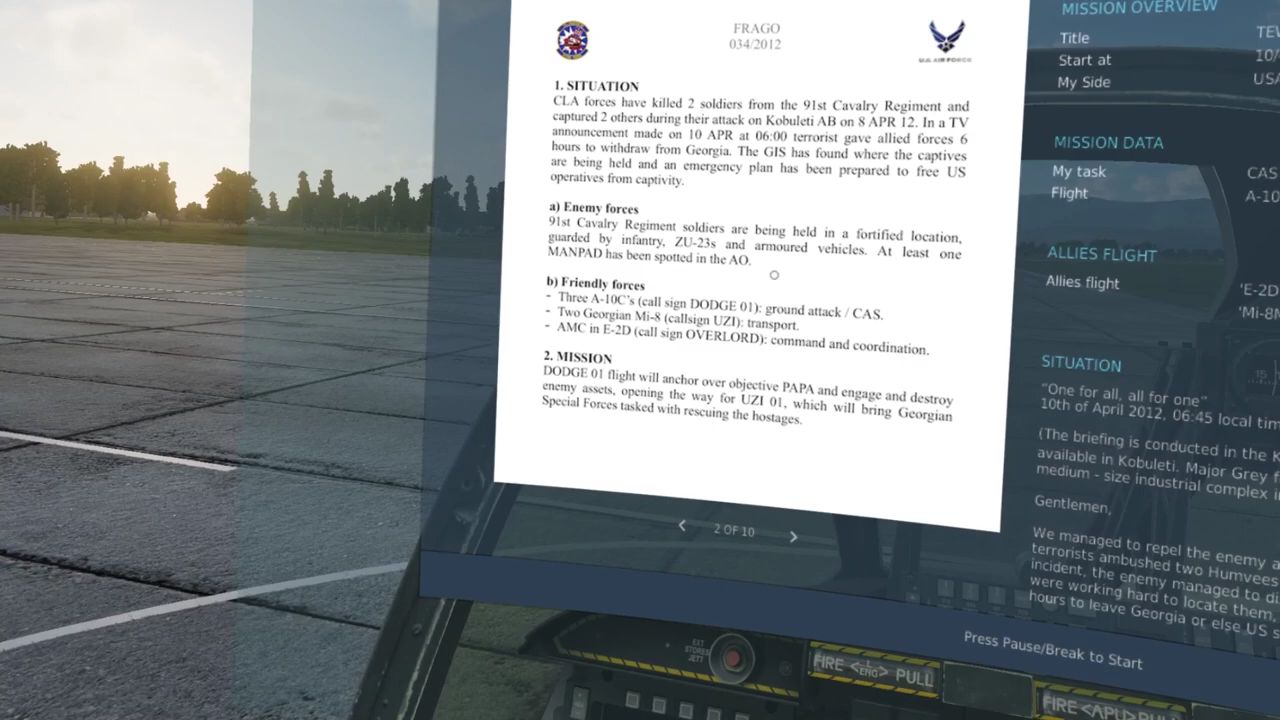 FRAGO
034/2012
U.S. AIR FORCE
1. SITUATION
CLA forces have killed 2 soldiers from the 91st Cavalry Regiment and
captured 2 others during their attack on Kobuleti AB on 8 APR 12. In a TV
announcement made on 10 APR at 06:00 terrorist gave allied forces 6
hours to withdraw from Georgia. The GIS has found where the captives
are being held and an emergency plan has been prepared to free US
operatives from captivity.
a) Enemy forces
91st Cavalry Regiment soldiers are being held in a fortified location,
guarded by infantry, ZU-23s and armoured vehicles. At least one
MANPAD has been spotted in the AO.
b) Friendly forces
- Three A-10C's (call sign DODGE 01): ground attack / CAS.
- Two Georgian Mi-8 (callsign UZI): transport.
- AMC in E-2D (call sign OVERLORD): command and coordination.
2. MISSION
DODGE 01 flight will anchor over objective PAPA and engage and destroy
enemy assets, opening the way for UZI 01, which will bring Georgian
Special Forces tasked with rescuing the hostages.
2 OF 10
MISSION OVERVIEW
Title TEW
Start at 10/
My Side USA
MISSION DATA
My task CAS
Flight A-10
ALLIES FLIGHT
Allies flight 'E-2D
'Mi-8M
SITUATION
“One for all, all for one”
10th of April 2012, 06:45 local tim
(The briefing is conducted in the K
available in Kobuleti. Major Grey f
medium - size industrial complex i
Gentlemen,
We managed to repel the enemy a
terrorists ambushed two Humvees
incident, the enemy managed to di
were working hard to locate them,
hours to leave Georgia or else US s
Press Pause/Break to Start
15
EXT
STORES
JETT
FIRE <L ENG> PULL
FIRE <APU> PULL